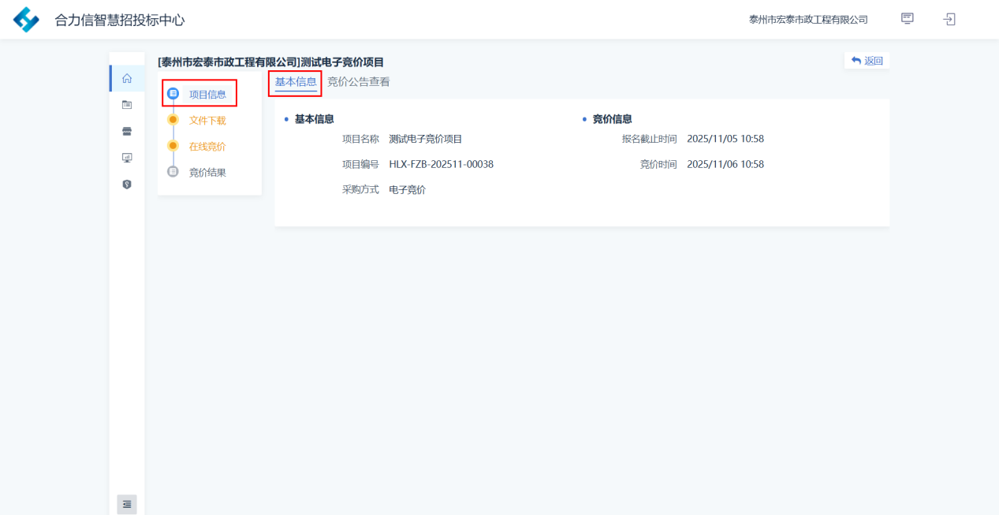 合力信智慧招投标中心
泰州市宏泰市政工程有限公司
[泰州市宏泰市政工程有限公司]测试电子竞价项目
返回
项目信息
文件下载
在线竞价
竞价结果
基本信息 竞价公告查看
基本信息
项目名称 测试电子竞价项目
项目编号 HLX-FZB-202511-00038
采购方式 电子竞价
竞价信息
报名截止时间 2025/11/05 10:58
竞价时间 2025/11/06 10:58